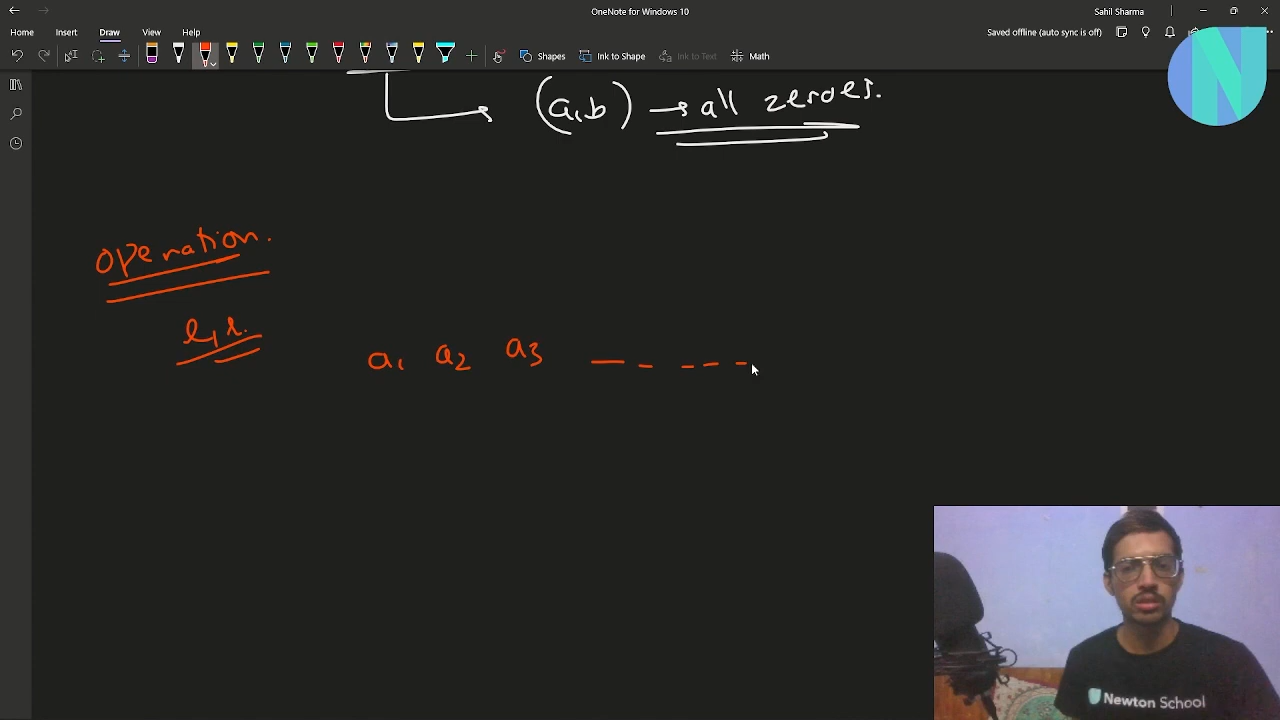 OneNote for Windows 10
Sahil Sharma
Home Insert Draw View Help
Saved offline (auto sync is off)
Shapes Ink to Shape Ink to Text Math
(a,b) → all zeroes.
operation.
l, r.
a1 a2 a3 — - - - -
Newton School